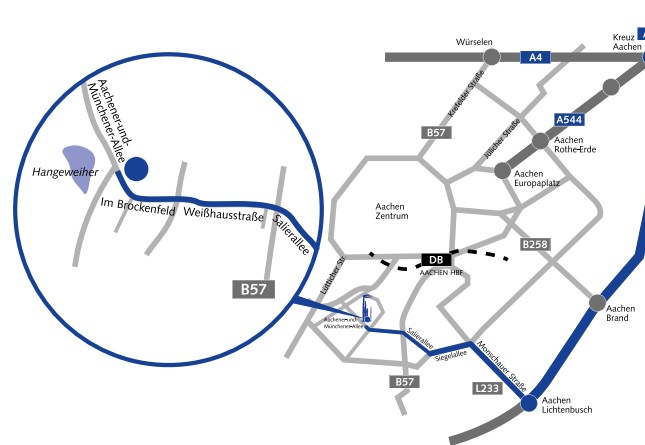 Aachener-und-
Münchener-Allee
Hangeweiher
Im Brockenfeld
Weißhausstraße
Salierallee
B57
Würselen
A4
Kreuz
Aachen
Krefelder Straße
A544
B57
Jülicher Straße
Aachen
Rothe-Erde
Aachen
Europaplatz
Aachen
Zentrum
B258
DB
AACHEN HBF
Lütticher Str.
Aachener-und-
Münchener-Allee
Salierallee
Siegelallee
Monschauer Straße
Aachen
Brand
B57
L233
Aachen
Lichtenbusch